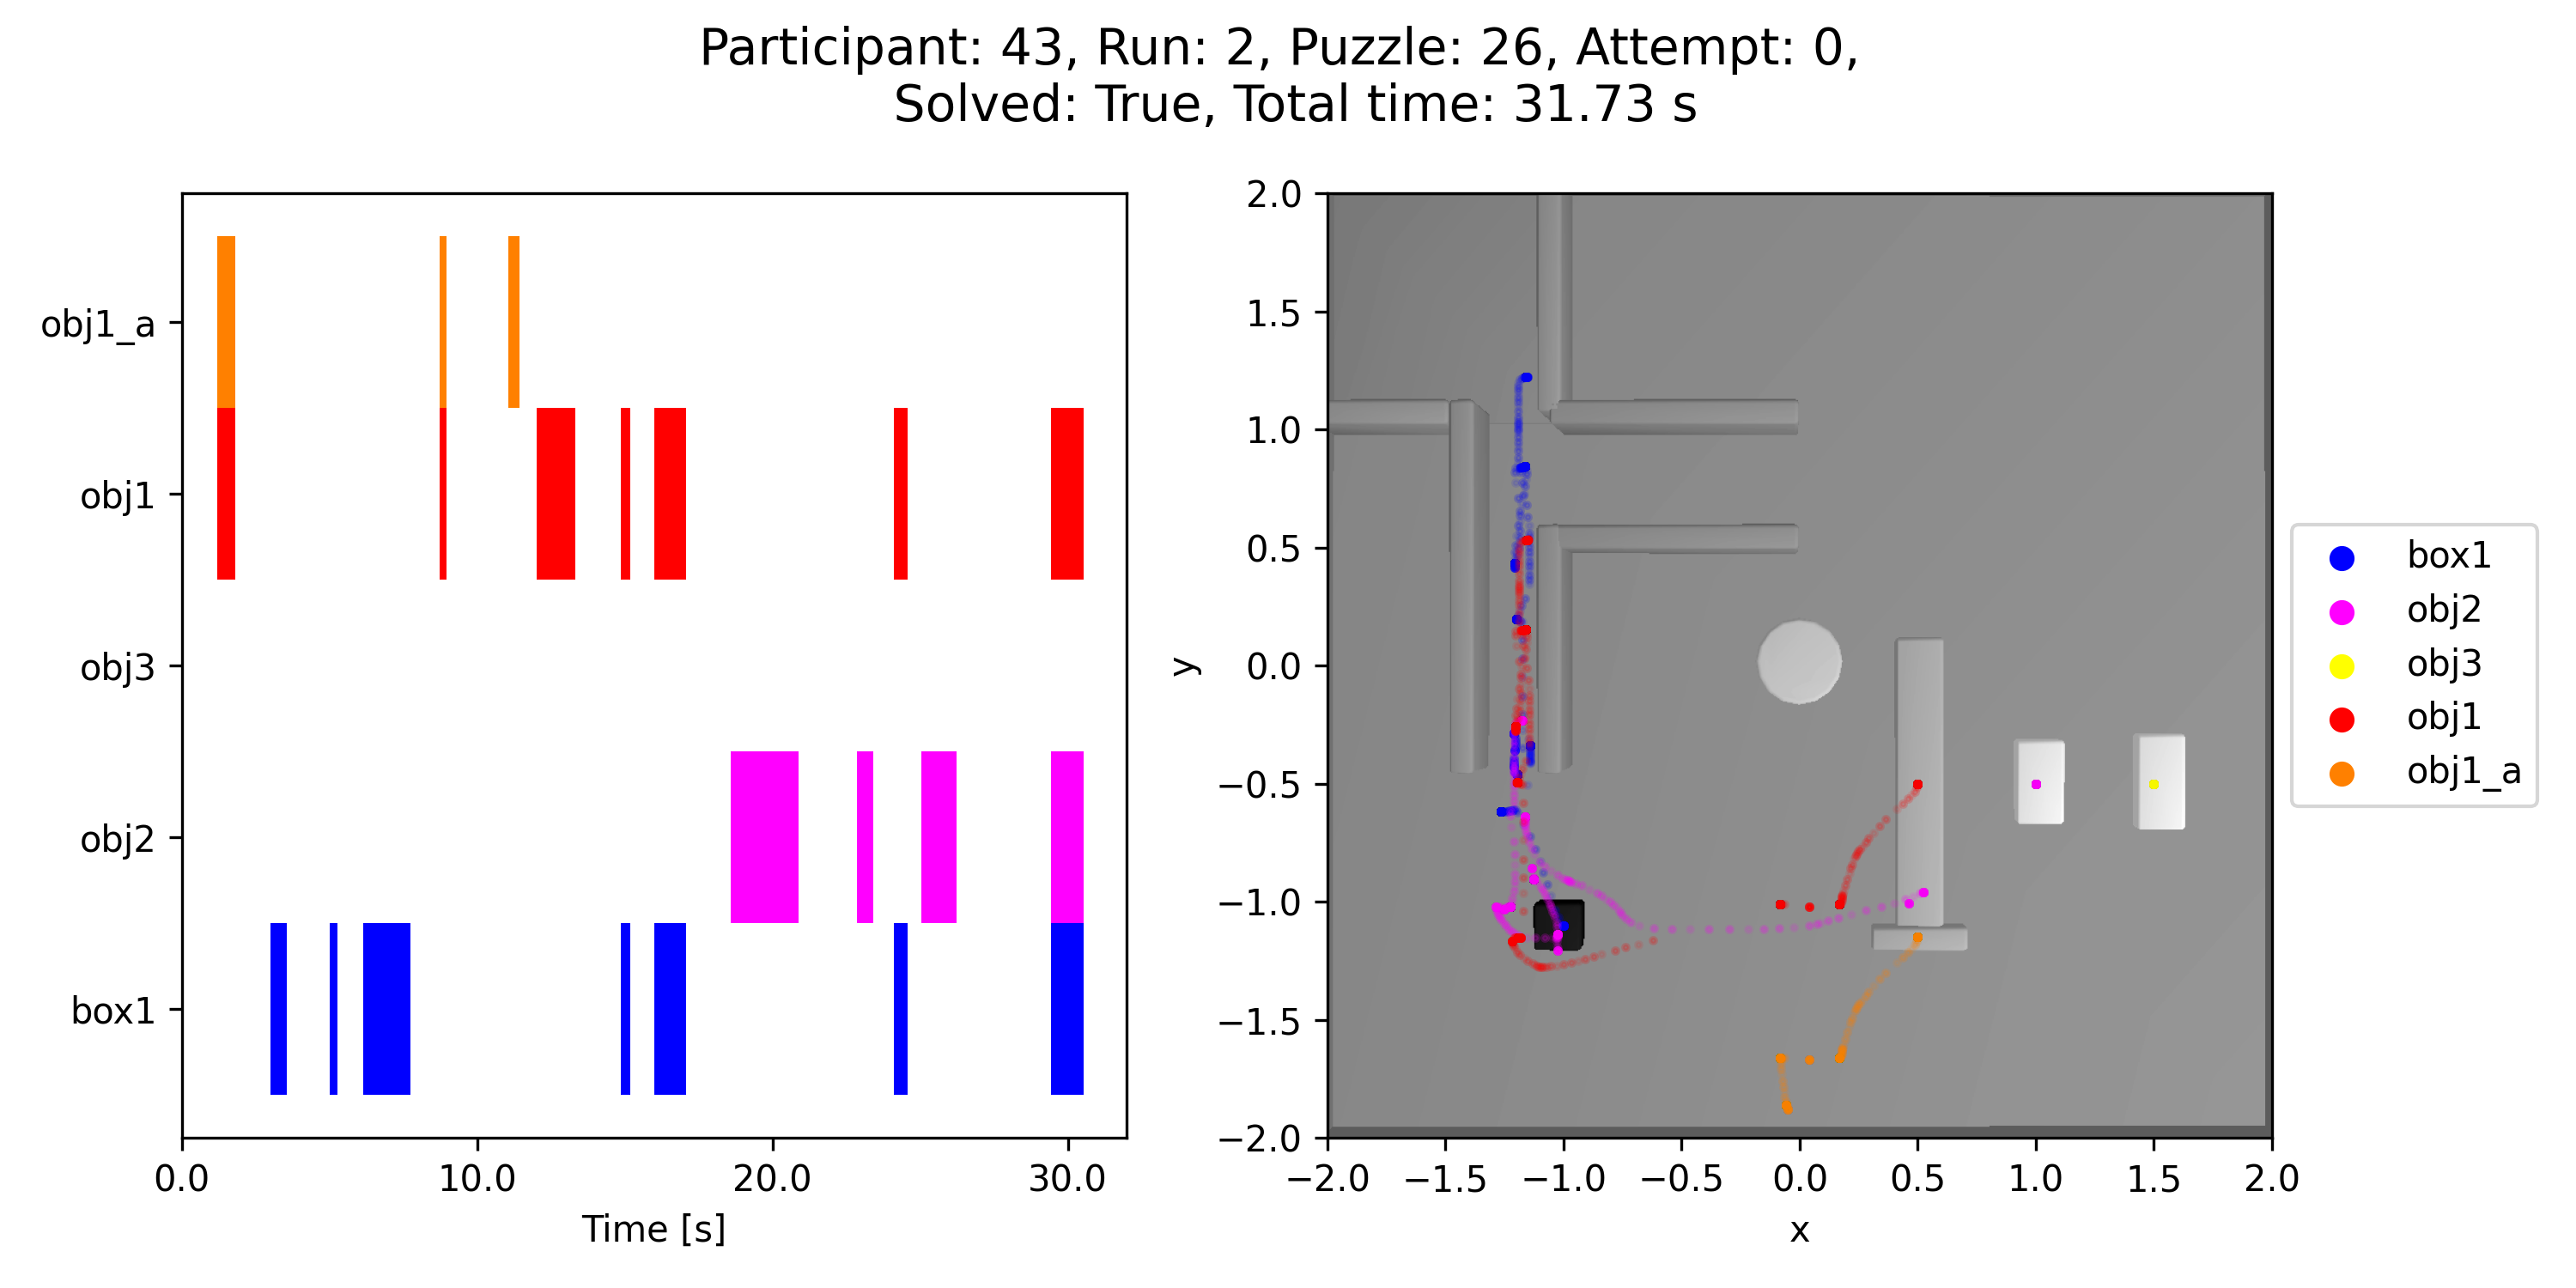 Participant: 43, Run: 2, Puzzle: 26, Attempt: 0,
Solved: True, Total time: 31.73 s
obj1_a
obj1
obj3
obj2
box1
0.0 10.0 20.0 30.0
Time [s]
2.0
1.5
1.0
0.5
0.0
−0.5
−1.0
−1.5
−2.0
y
−2.0 −1.5 −1.0 −0.5 0.0 0.5 1.0 1.5 2.0
x
box1
obj2
obj3
obj1
obj1_a